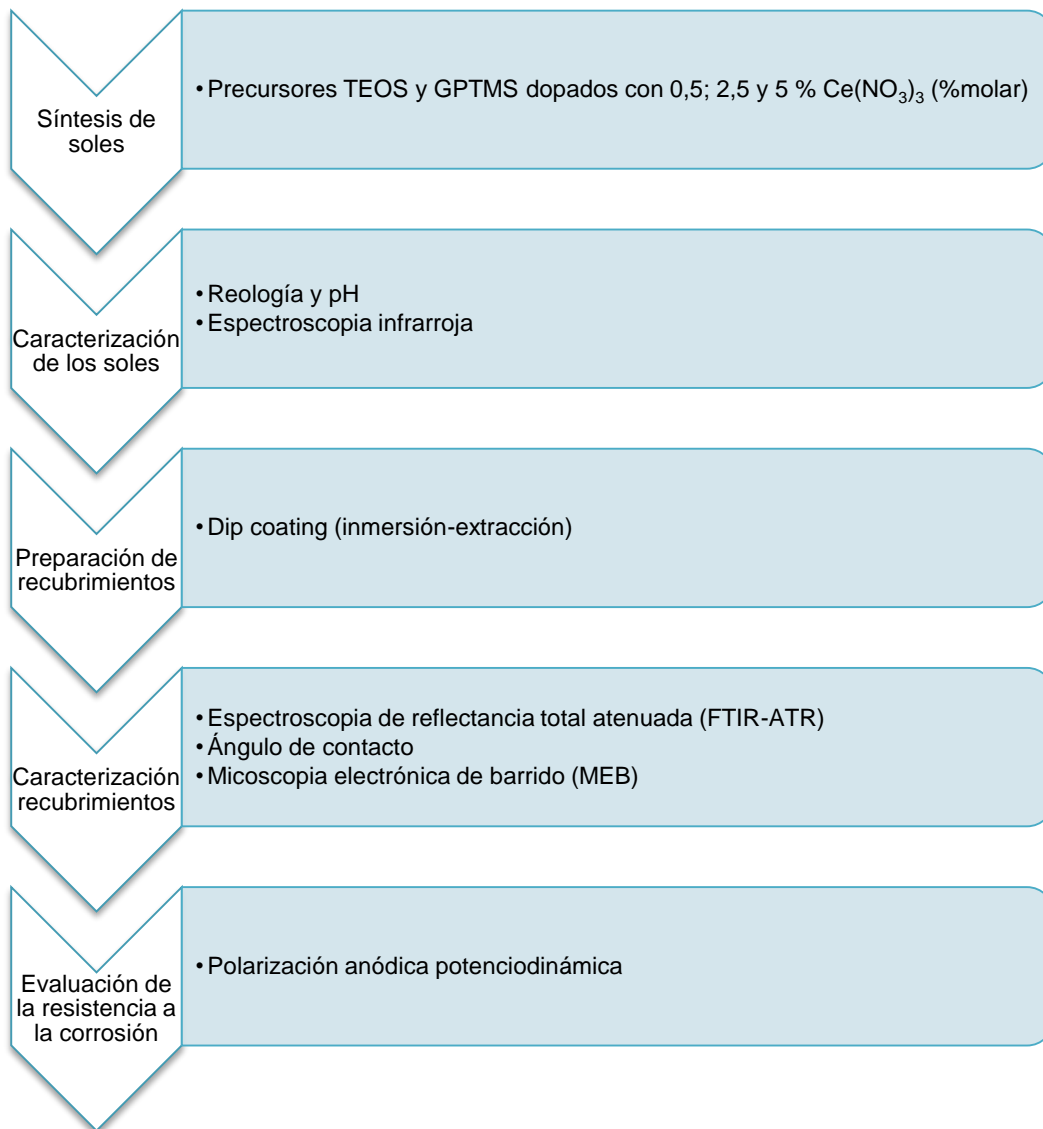 Síntesis de
soles
• Precursores TEOS y GPTMS dopados con 0,5; 2,5 y 5 % Ce(NO3)3 (%molar)
Caracterización
de los soles
• Reología y pH
• Espectroscopia infrarroja
Preparación de
recubrimientos
• Dip coating (inmersión-extracción)
Caracterización
recubrimientos
• Espectroscopia de reflectancia total atenuada (FTIR-ATR)
• Ángulo de contacto
• Micoscopia electrónica de barrido (MEB)
Evaluación de
la resistencia a
la corrosión
• Polarización anódica potenciodinámica